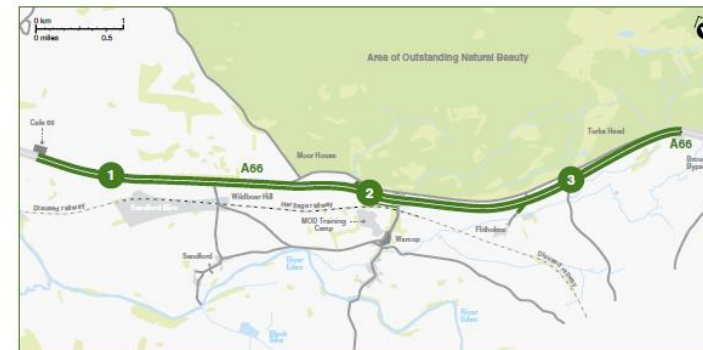 0 km 1
0 miles 0.5
Area of Outstanding Natural Beauty
Cafe 66
Moor House
Turks Head
A66
A66
1
2
3
Wildboar Hill
Heritage railway
Disused railway
MOD Training
Camp
Warcop
Flitholme
Sandford
River
Eden
River
Eden
Disused railway
River
Eden